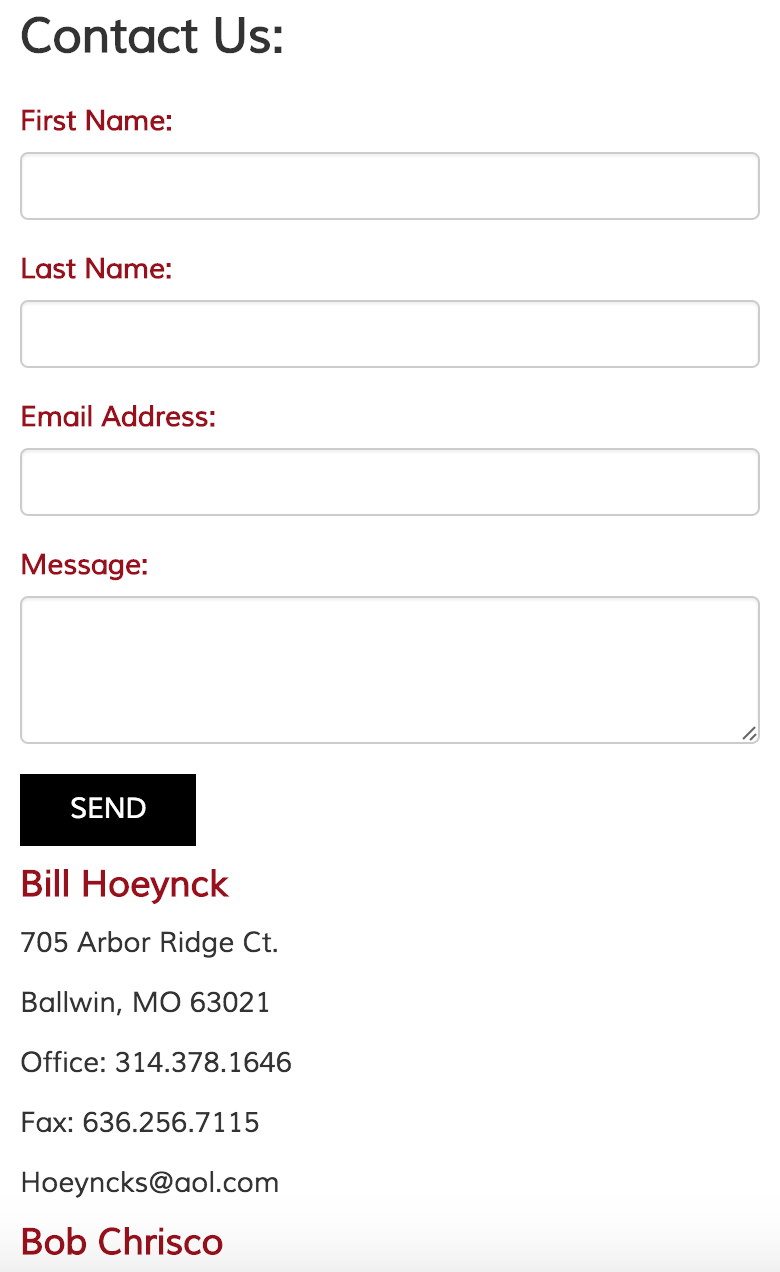 Contact Us:
First Name:
Last Name:
Email Address:
Message:
SEND
Bill Hoeynck
705 Arbor Ridge Ct.
Ballwin, MO 63021
Office: 314.378.1646
Fax: 636.256.7115
Hoeyncks@aol.com
Bob Chrisco